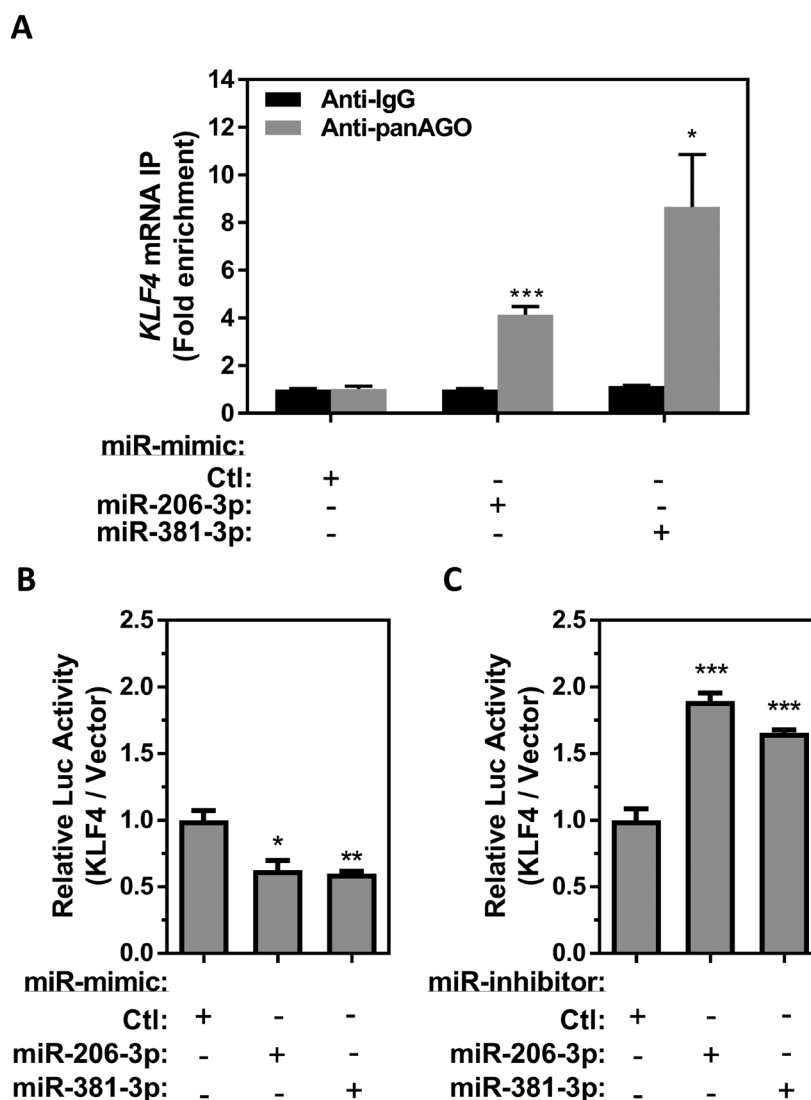 A
KLF4 mRNA IP
(Fold enrichment)
14
12
10
8
6
4
2
0
Anti-IgG
Anti-panAGO
***
*
miR-mimic:
Ctl: + - -
miR-206-3p: - + -
miR-381-3p: - - +
B
Relative Luc Activity
(KLF4 / Vector)
2.5
2.0
1.5
1.0
0.5
0.0
*
**
miR-mimic:
Ctl: + - -
miR-206-3p: - + -
miR-381-3p: - - +
C
Relative Luc Activity
(KLF4 / Vector)
2.5
2.0
1.5
1.0
0.5
0.0
***
***
miR-inhibitor:
Ctl: + - -
miR-206-3p: - + -
miR-381-3p: - - +